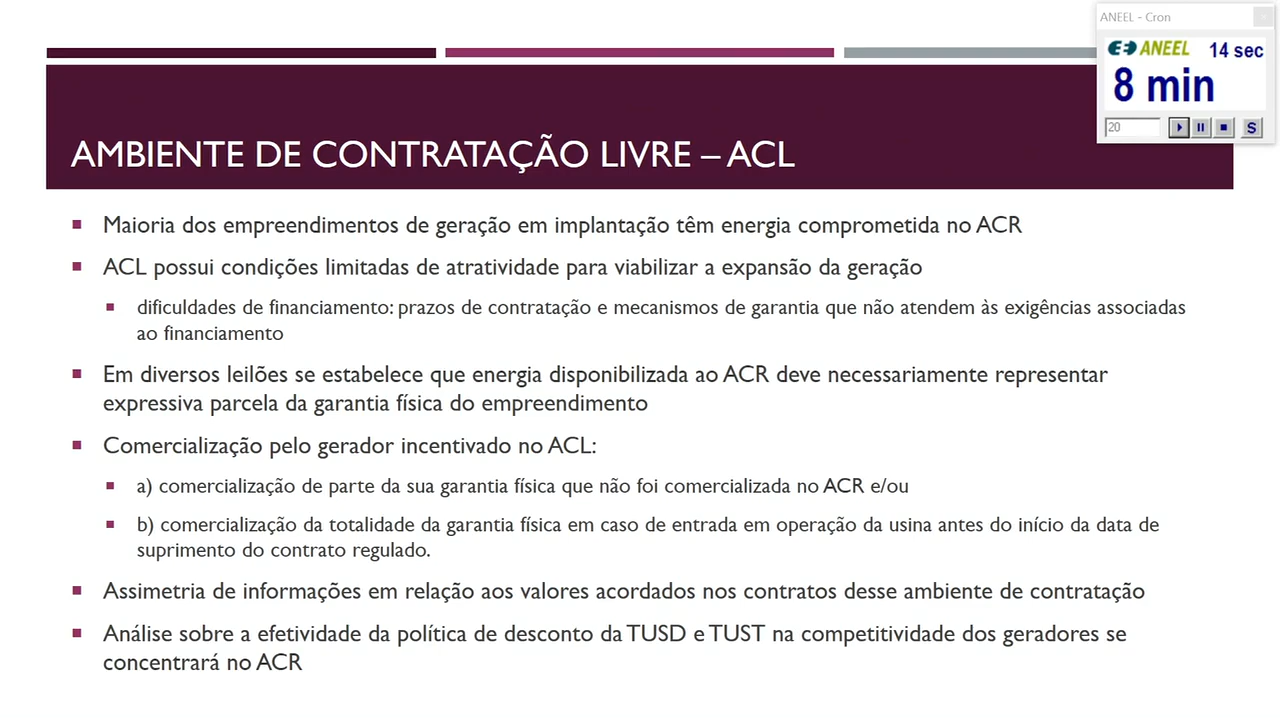 ANEEL - Cron
ANEEL 14 sec
8 min
20
S
AMBIENTE DE CONTRATAÇÃO LIVRE – ACL
Maioria dos empreendimentos de geração em implantação têm energia comprometida no ACR
ACL possui condições limitadas de atratividade para viabilizar a expansão da geração
dificuldades de financiamento: prazos de contratação e mecanismos de garantia que não atendem às exigências associadas
ao financiamento
Em diversos leilões se estabelece que energia disponibilizada ao ACR deve necessariamente representar
expressiva parcela da garantia física do empreendimento
Comercialização pelo gerador incentivado no ACL:
a) comercialização de parte da sua garantia física que não foi comercializada no ACR e/ou
b) comercialização da totalidade da garantia física em caso de entrada em operação da usina antes do início da data de
suprimento do contrato regulado.
Assimetria de informações em relação aos valores acordados nos contratos desse ambiente de contratação
Análise sobre a efetividade da política de desconto da TUSD e TUST na competitividade dos geradores se
concentrará no ACR